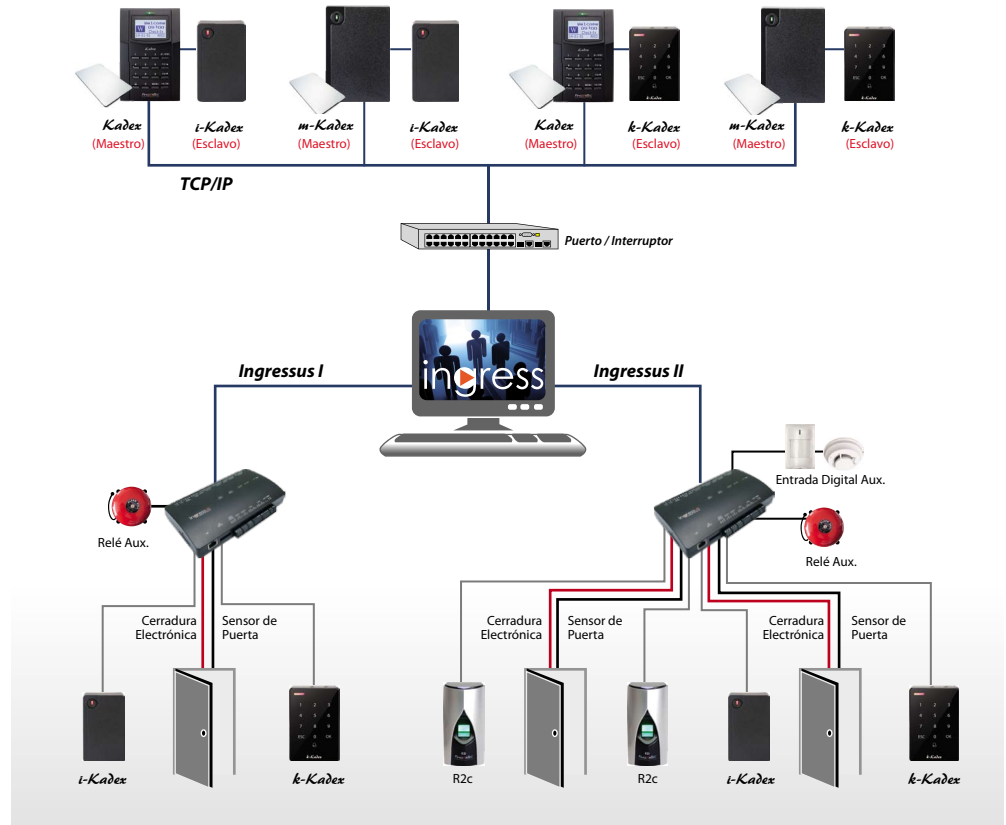 Kadex
(Maestro)
i-Kadex
(Esclavo)
m-Kadex
(Maestro)
i-Kadex
(Esclavo)
Kadex
(Maestro)
k-Kadex
(Esclavo)
m-Kadex
(Maestro)
k-Kadex
(Esclavo)
TCP/IP
Puerto / Interruptor
ingress
Ingressus I
Ingressus II
Entrada Digital Aux.
Relé Aux.
Relé Aux.
Cerradura
Electrónica
Sensor de
Puerta
Cerradura
Electrónica
Sensor de
Puerta
Cerradura
Electrónica
Sensor de
Puerta
i-Kadex
k-Kadex
R2c
R2c
i-Kadex
k-Kadex